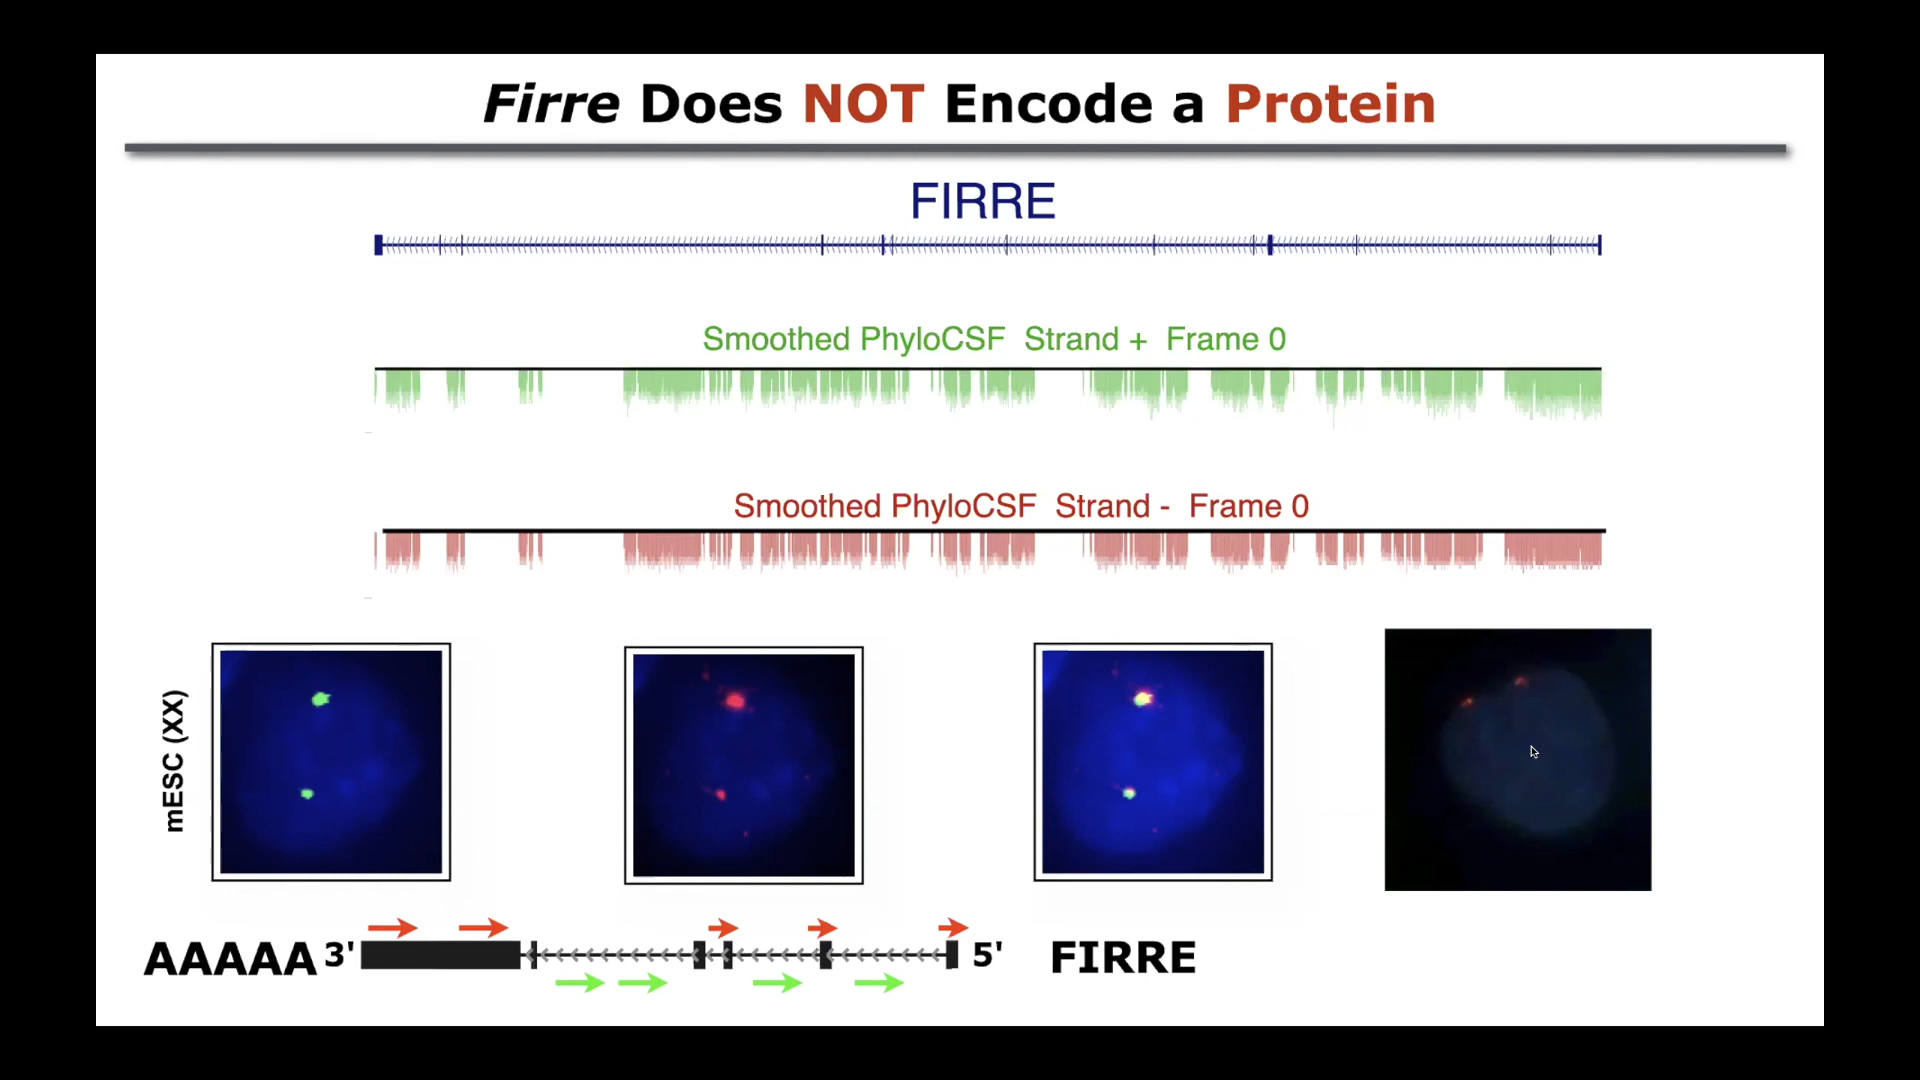 Firre Does NOT Encode a Protein
FIRRE
Smoothed PhyloCSF Strand + Frame 0
Smoothed PhyloCSF Strand - Frame 0
mESC (XX)
AAAAA 3' 5' FIRRE